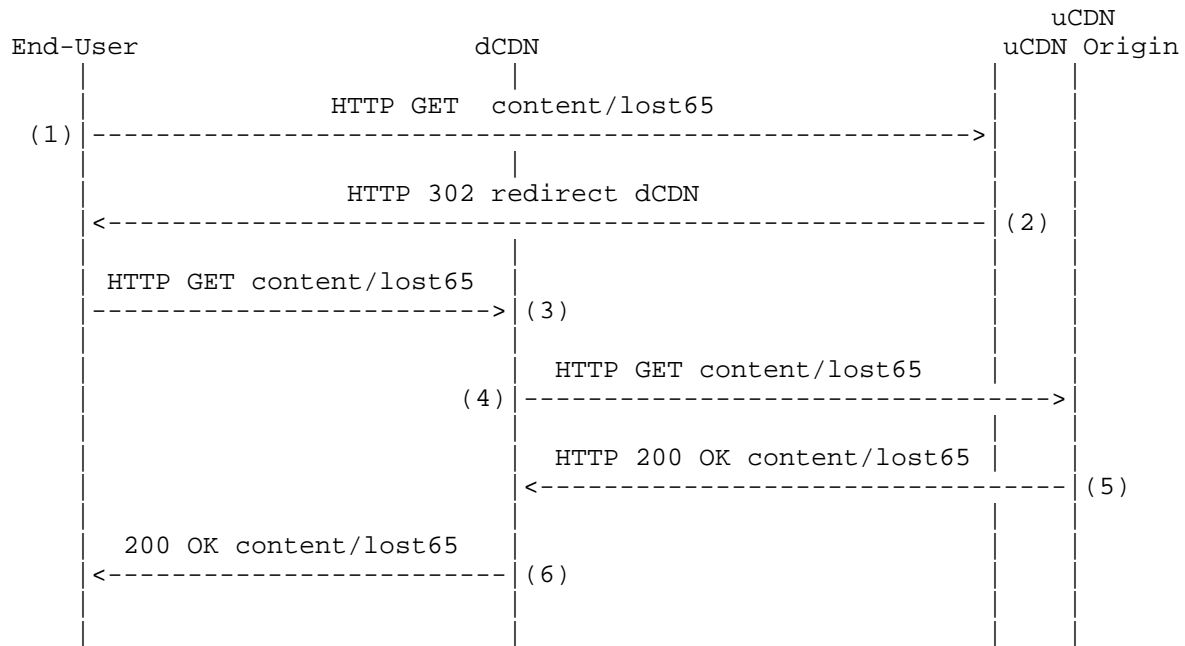 uCDN
End-User dCDN uCDN Origin
HTTP GET content/lost65
(1)
HTTP 302 redirect dCDN
(2)
HTTP GET content/lost65
(3)
HTTP GET content/lost65
(4)
HTTP 200 OK content/lost65
(5)
200 OK content/lost65
(6)